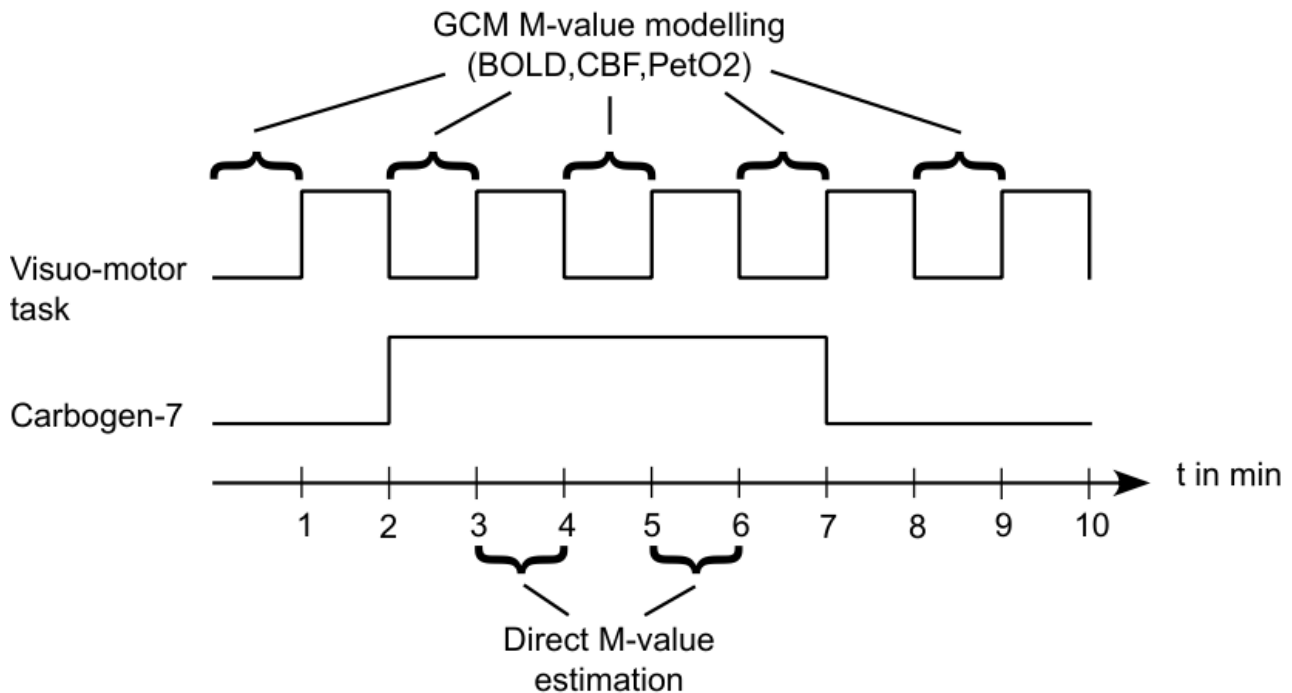 GCM M-value modelling
(BOLD,CBF,PetO2)
Visuo-motor
task
Carbogen-7
t in min
1 2 3 4 5 6 7 8 9 10
Direct M-value
estimation